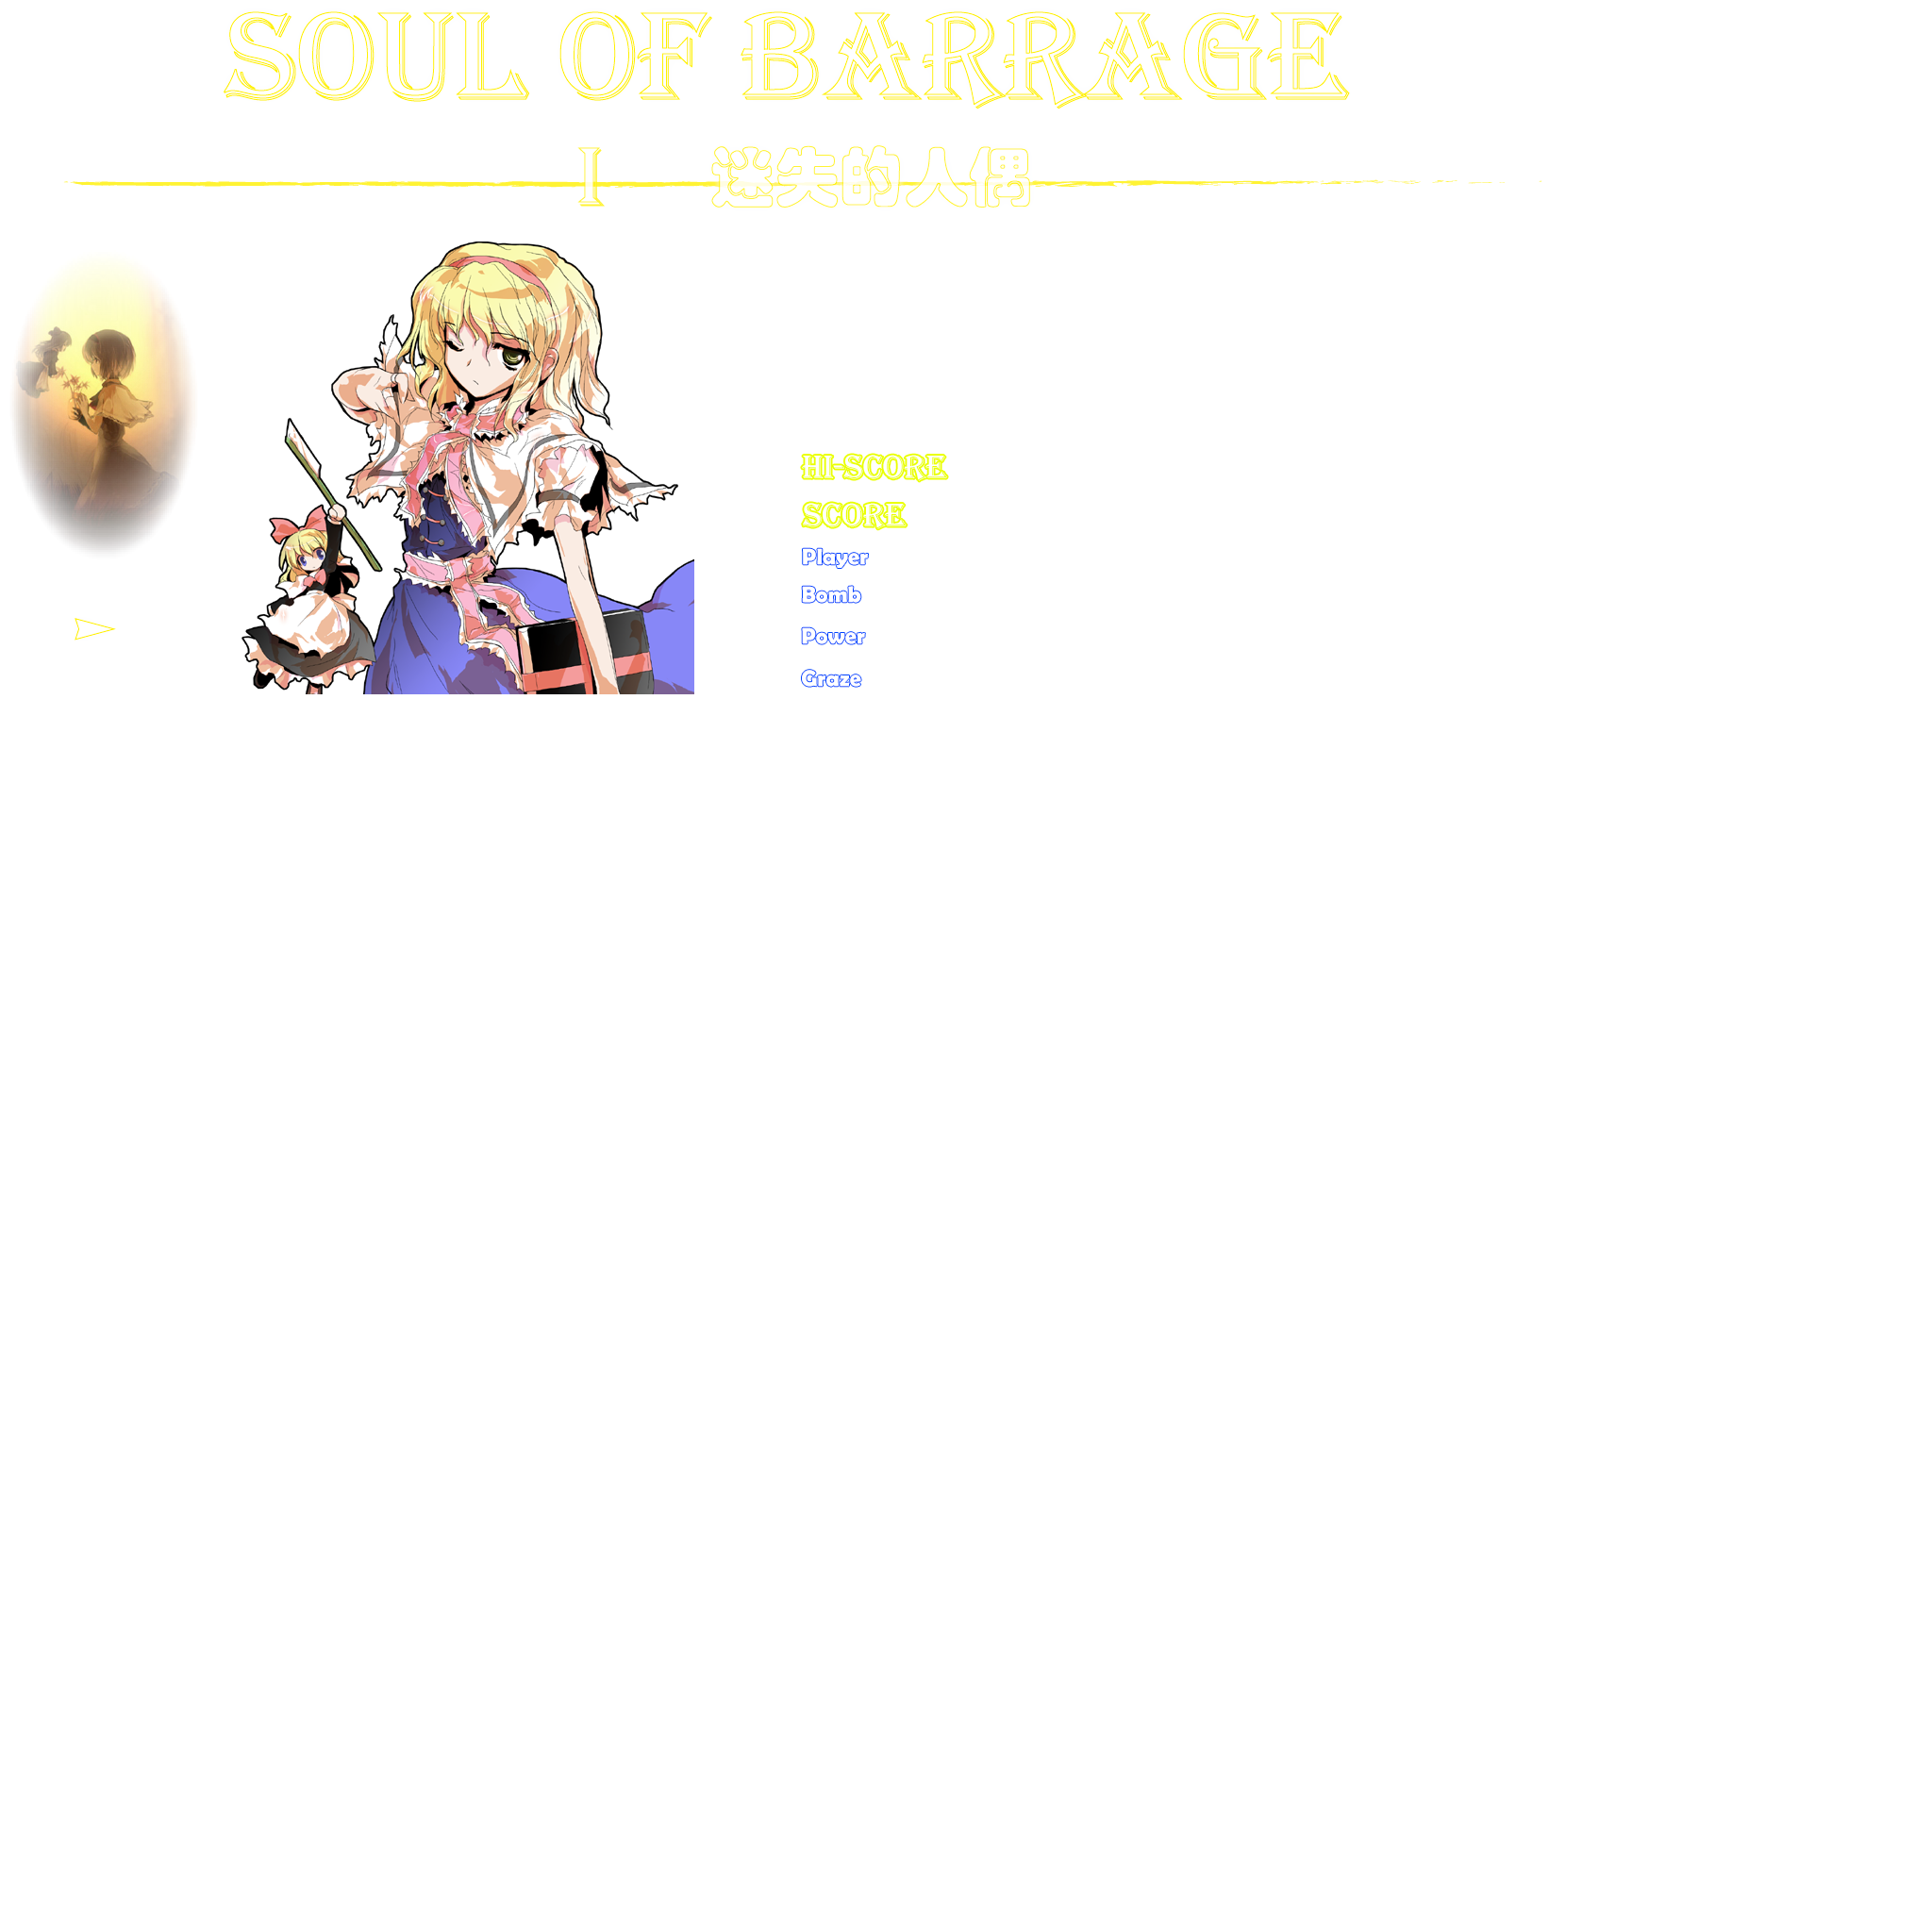 SOUL OF BARRAGE
I 迷失的人偶
HI-SCORE
SCORE
Player
Bomb
Power
Graze